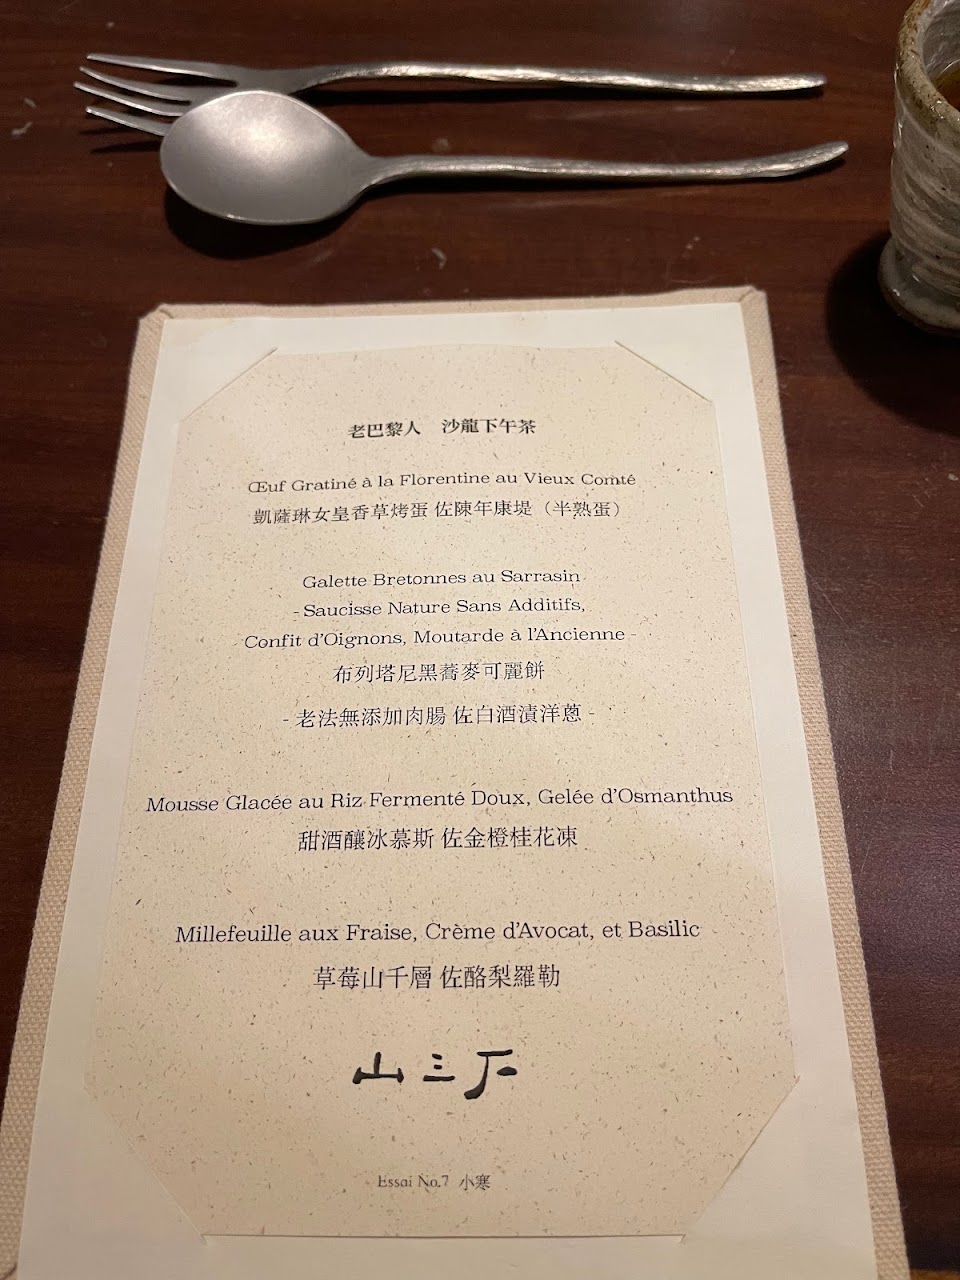 老巴黎人 沙龍下午茶
Œuf Gratiné à la Florentine au Vieux Comté
凱薩琳女皇香草烤蛋 佐陳年康堤（半熟蛋）
Galette Bretonnes au Sarrasin
- Saucisse Nature Sans Additifs,
Confit d'Oignons, Moutarde à l'Ancienne -
布列塔尼黑蕎麥可麗餅
- 老法無添加肉腸 佐白酒漬洋蔥 -
Mousse Glacée au Riz Fermenté Doux, Gelée d'Osmanthus
甜酒釀冰慕斯 佐金橙桂花凍
Millefeuille aux Fraise, Crème d'Avocat, et Basilic
草莓山千層 佐酪梨羅勒
山三下
Essai No.7 小寒